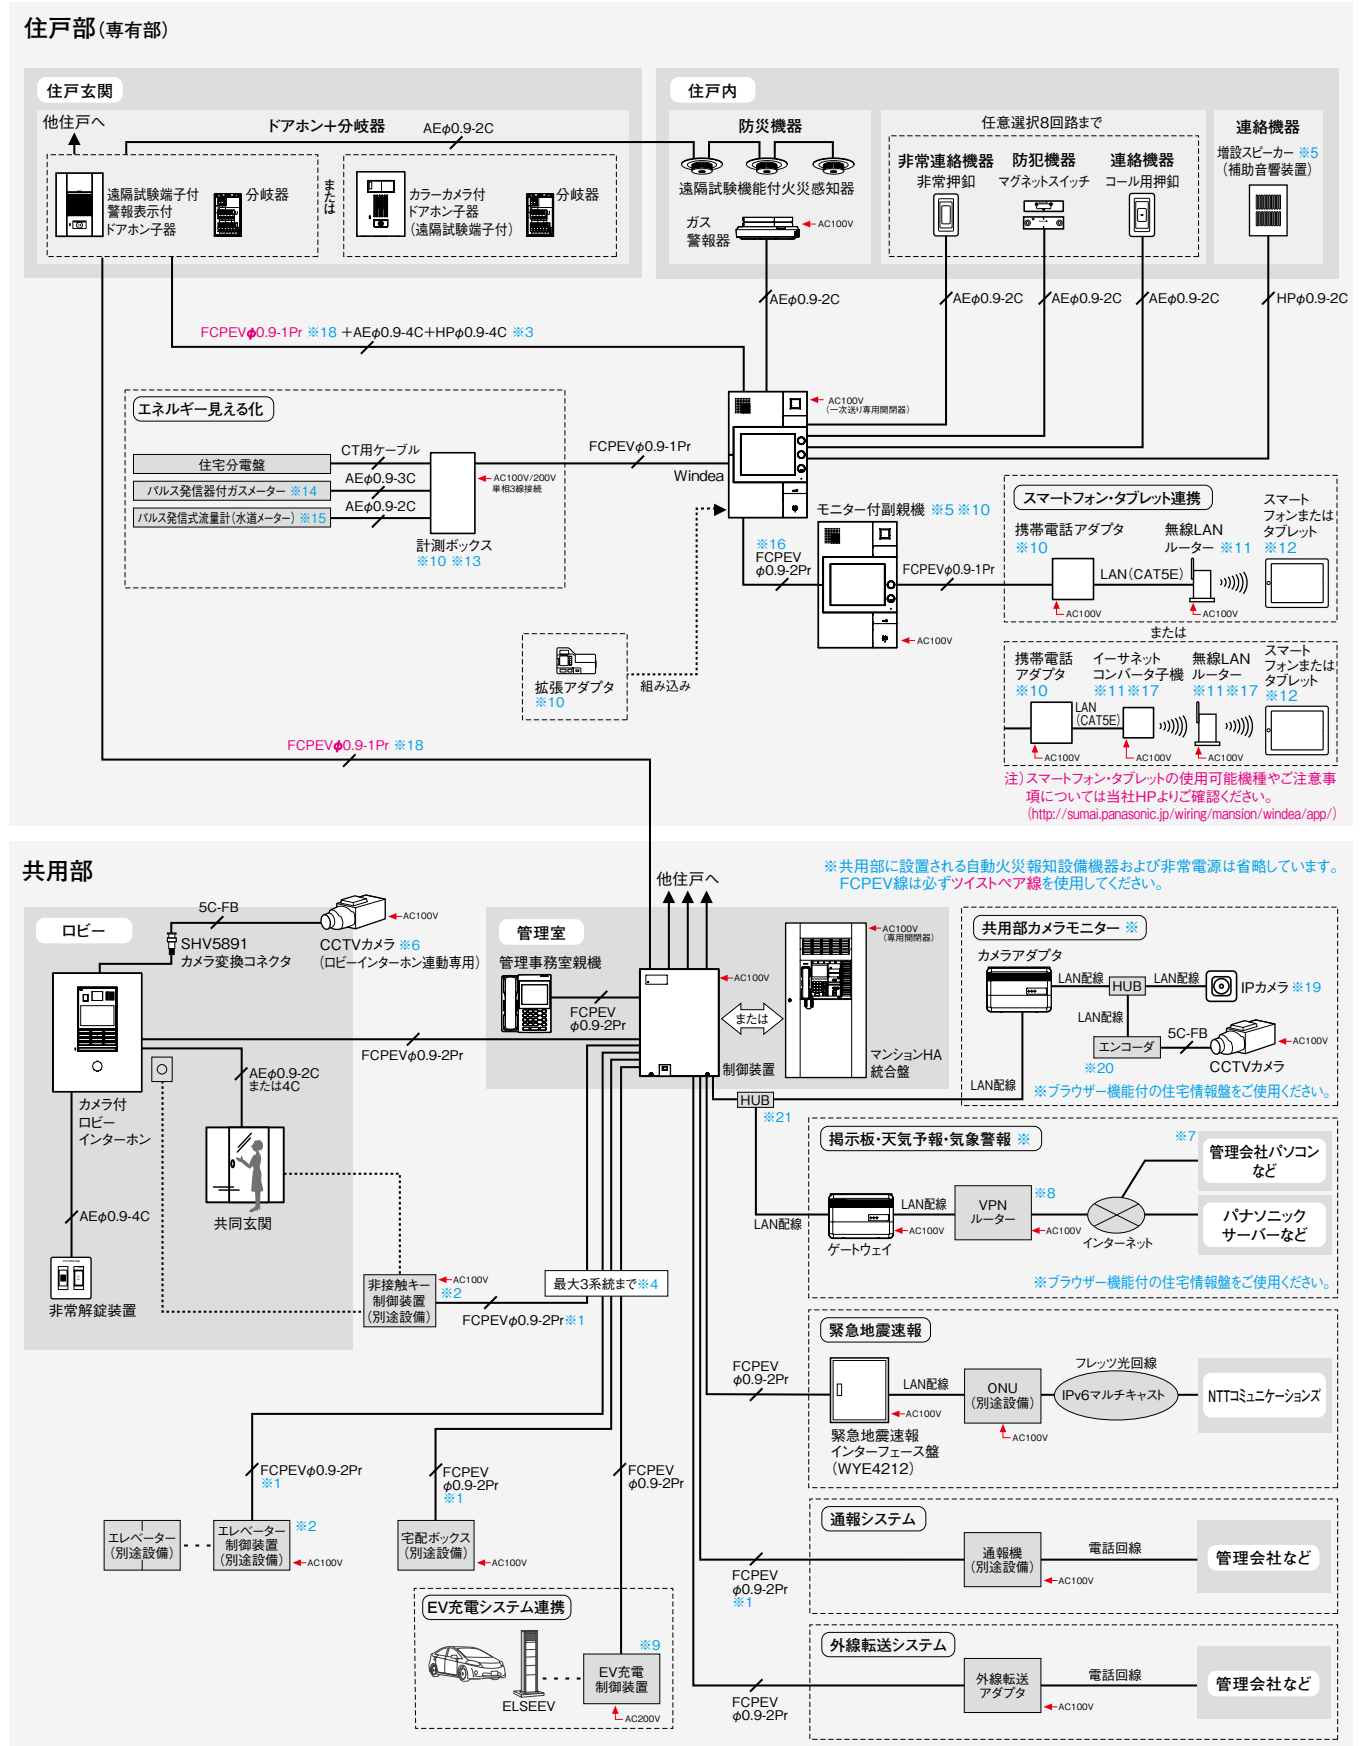 住戸部(専有部)
住戸玄関
他住戸へ
ドアホン+分岐器
AEφ0.9-2C
遠隔試験端子付
警報表示付
ドアホン子器
分岐器
または
カラーカメラ付
ドアホン子器
(遠隔試験端子付)
分岐器
住戸内
防災機器
遠隔試験機能付火災感知器
ガス
警報器
AC100V
任意選択8回路まで
非常連絡機器
非常押釦
防犯機器
マグネットスイッチ
連絡機器
コール用押釦
連絡機器
増設スピーカー ※5
(補助音響装置)
AEφ0.9-2C
AEφ0.9-2C
AEφ0.9-2C
AEφ0.9-2C
HPφ0.9-2C
FCPEVφ0.9-1Pr ※18 +AEφ0.9-4C+HPφ0.9-4C ※3
エネルギー見える化
住宅分電盤
パルス発信器付ガスメーター ※14
パルス発信式流量計(水道メーター) ※15
CT用ケーブル
AEφ0.9-3C
AEφ0.9-2C
AC100V/200V
単相3線接続
計測ボックス
※10 ※13
FCPEVφ0.9-1Pr
Windea
AC100V
(一次送り専用開閉器)
モニター付副親機 ※5 ※10
※16
FCPEV
φ0.9-2Pr
FCPEVφ0.9-1Pr
AC100V
拡張アダプタ
※10
組み込み
スマートフォン・タブレット連携
携帯電話アダプタ
※10
LAN(CAT5E)
無線LAN
ルーター ※11
スマート
フォンまたは
タブレット
※12
AC100V
AC100V
または
携帯電話
アダプタ
※10
LAN
(CAT5E)
イーサネット
コンバータ子機
※11※17
無線LAN
ルーター
※11※17
スマート
フォンまたは
タブレット
※12
AC100V
AC100V
AC100V
注)スマートフォン・タブレットの使用可能機種やご注意事
項については当社HPよりご確認ください。
(http://sumai.panasonic.jp/wiring/mansion/windea/app/)
FCPEVφ0.9-1Pr ※18
共用部
※共用部に設置される自動火災報知設備機器および非常電源は省略しています。
FCPEV線は必ずツイストペア線を使用してください。
他住戸へ
ロビー
5C-FB
SHV5891
カメラ変換コネクタ
AC100V
CCTVカメラ ※6
(ロビーインターホン連動専用)
カメラ付
ロビー
インターホン
FCPEVφ0.9-2Pr
AEφ0.9-2C
または4C
共同玄関
AEφ0.9-4C
非常解錠装置
非接触キー
制御装置
(別途設備)
AC100V
※2
FCPEVφ0.9-2Pr※1
管理室
管理事務室親機
FCPEV
φ0.9-2Pr
AC100V
または
制御装置
AC100V
(専用開閉器)
マンションHA
統合盤
最大3系統まで※4
HUB
※21
共用部カメラモニター ※
カメラアダプタ
LAN配線
HUB
LAN配線
IPカメラ ※19
LAN配線
エンコーダ
※20
5C-FB
AC100V
CCTVカメラ
LAN配線
※ブラウザー機能付の住宅情報盤をご使用ください。
掲示板・天気予報・気象警報 ※
LAN配線
ゲートウェイ
AC100V
LAN配線
VPN
ルーター
※8
AC100V
インターネット
※7
管理会社パソコン
など
パナソニック
サーバーなど
※ブラウザー機能付の住宅情報盤をご使用ください。
緊急地震速報
FCPEV
φ0.9-2Pr
緊急地震速報
インターフェース盤
(WYE4212)
AC100V
LAN配線
ONU
(別途設備)
AC100V
フレッツ光回線
IPv6マルチキャスト
NTTコミュニケーションズ
通報システム
FCPEV
φ0.9-2Pr
※1
通報機
(別途設備)
AC100V
電話回線
管理会社など
外線転送システム
FCPEV
φ0.9-2Pr
外線転送
アダプタ
AC100V
電話回線
管理会社など
FCPEVφ0.9-2Pr
※1
エレベーター
(別途設備)
エレベーター
制御装置
(別途設備)
※2
AC100V
FCPEV
φ0.9-2Pr
※1
宅配ボックス
(別途設備)
AC100V
FCPEV
φ0.9-2Pr
EV充電システム連携
ELSEEV
※9
EV充電
制御装置
AC200V